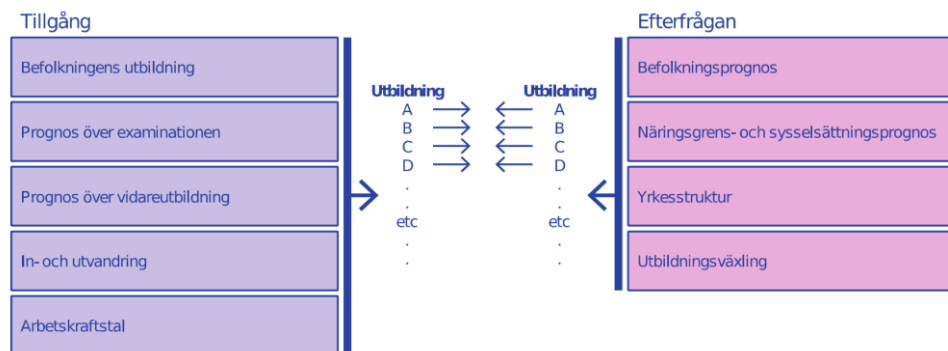 Tillgång
Befolkningens utbildning
Prognos över examinationen
Prognos över vidareutbildning
In- och utvandring
Arbetskraftstal
Utbildning
A
B
C
D
.
.
etc
.
.
Utbildning
A
B
C
D
.
.
etc
.
.
Efterfrågan
Befolkningsprognos
Näringsgrens- och sysselsättningsprognos
Yrkesstruktur
Utbildningsväxling